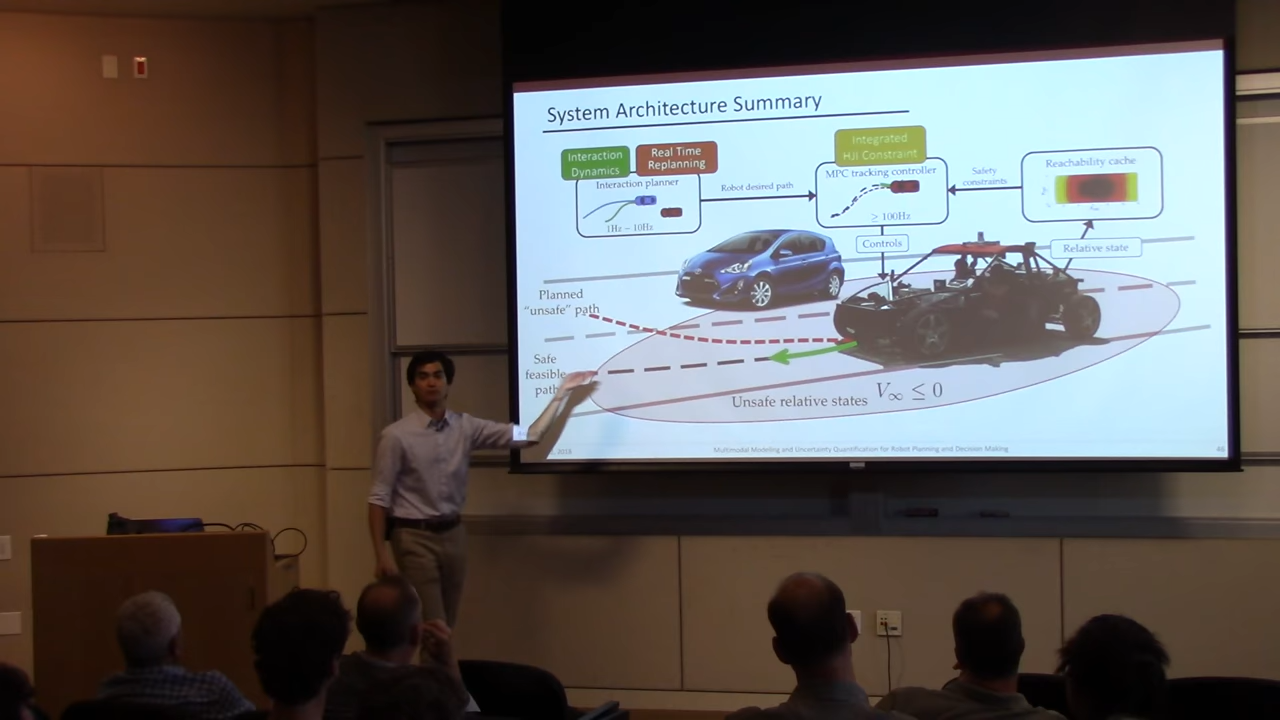 System Architecture Summary
Interaction
Dynamics
Real Time
Replanning
Interaction planner
1Hz – 10Hz
Robot desired path
Integrated
HJI Constraint
MPC tracking controller
≥ 100Hz
Safety
constraints
Reachability cache
Controls
Relative state
Planned
"unsafe" path
Safe
feasible
path
Unsafe relative states V∞ ≤ 0
2018
Multimodal Modeling and Uncertainty Quantification for Robot Planning and Decision Making